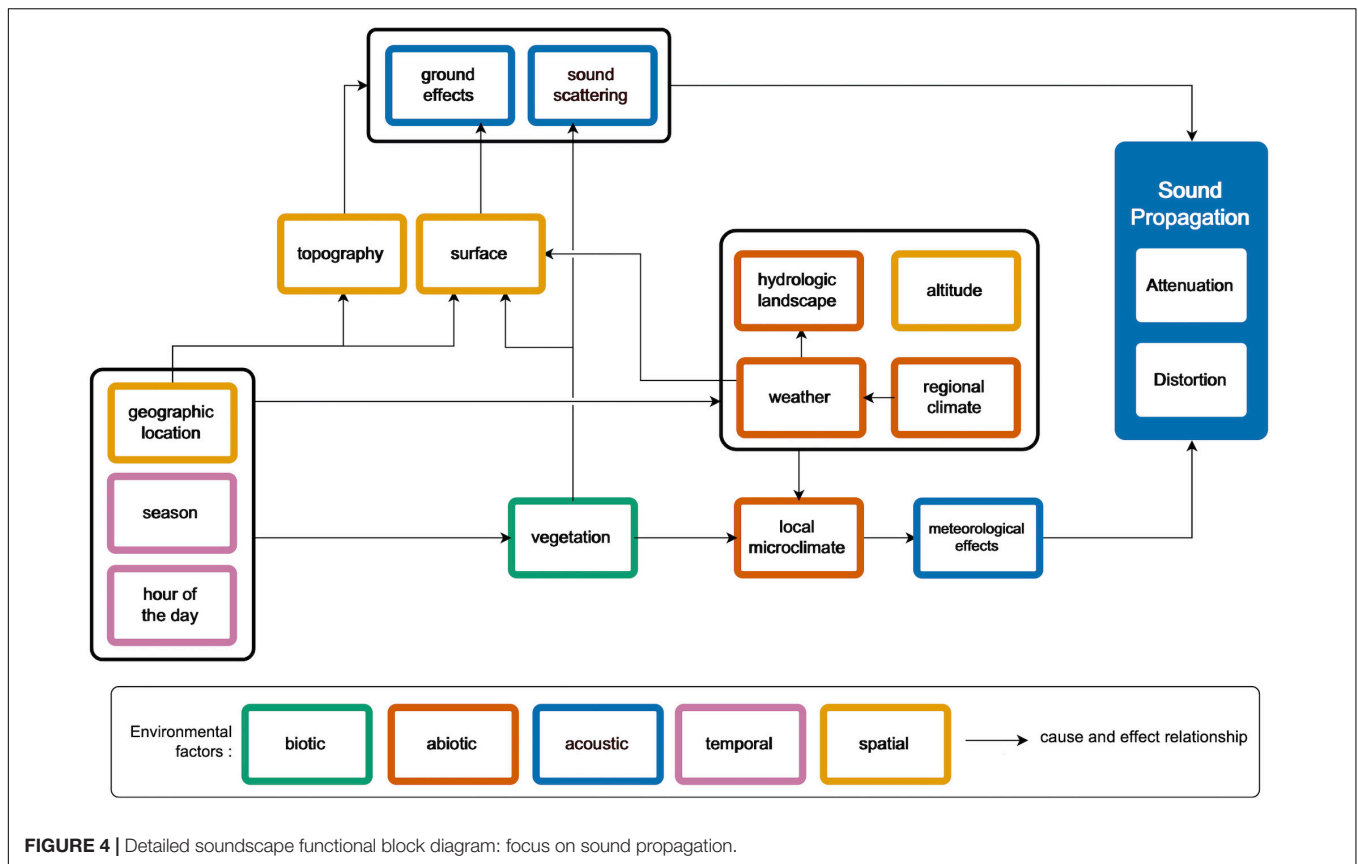 ground
effects
sound
scattering
Sound
Propagation
Attenuation
Distortion
topography
surface
hydrologic
landscape
altitude
weather
regional
climate
geographic
location
season
hour of
the day
vegetation
local
microclimate
meteorological
effects
Environmental
factors :
biotic
abiotic
acoustic
temporal
spatial
cause and effect relationship
FIGURE 4 | Detailed soundscape functional block diagram: focus on sound propagation.